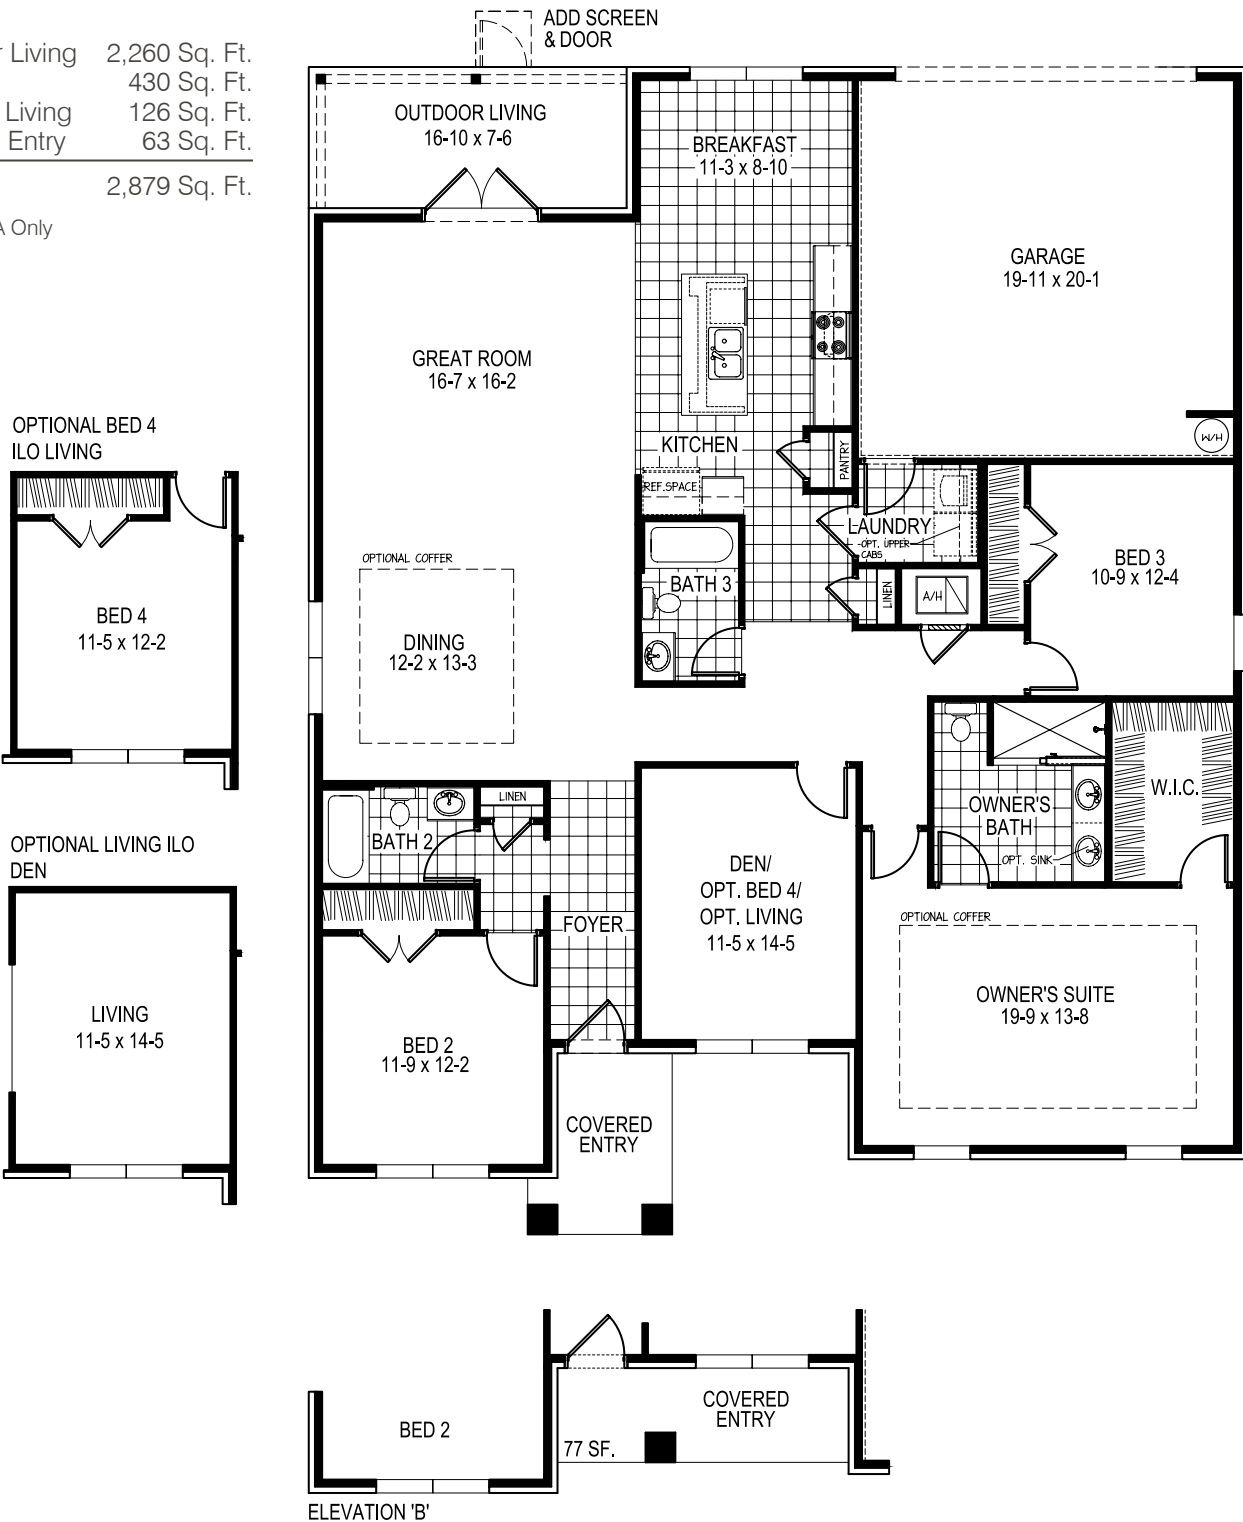 r Living 2,260 Sq. Ft.
430 Sq. Ft.
Living 126 Sq. Ft.
Entry 63 Sq. Ft.
2,879 Sq. Ft.
A Only
ADD SCREEN
& DOOR
OUTDOOR LIVING
16-10 x 7-6
BREAKFAST
11-3 x 8-10
GARAGE
19-11 x 20-1
GREAT ROOM
16-7 x 16-2
KITCHEN
PANTRY
W/H
REF.SPACE
LAUNDRY
OPT. UPPER
CABS
OPTIONAL BED 4
ILO LIVING
BED 4
11-5 x 12-2
OPTIONAL COFFER
DINING
12-2 x 13-3
BATH 3
LINEN
A/H
BED 3
10-9 x 12-4
OPTIONAL LIVING ILO
DEN
LIVING
11-5 x 14-5
LINEN
BATH 2
FOYER
DEN/
OPT. BED 4/
OPT. LIVING
11-5 x 14-5
OWNER'S
BATH
OPT. SINK
W.I.C.
OPTIONAL COFFER
OWNER'S SUITE
19-9 x 13-8
BED 2
11-9 x 12-2
COVERED
ENTRY
BED 2
COVERED
ENTRY
77 SF.
ELEVATION 'B'